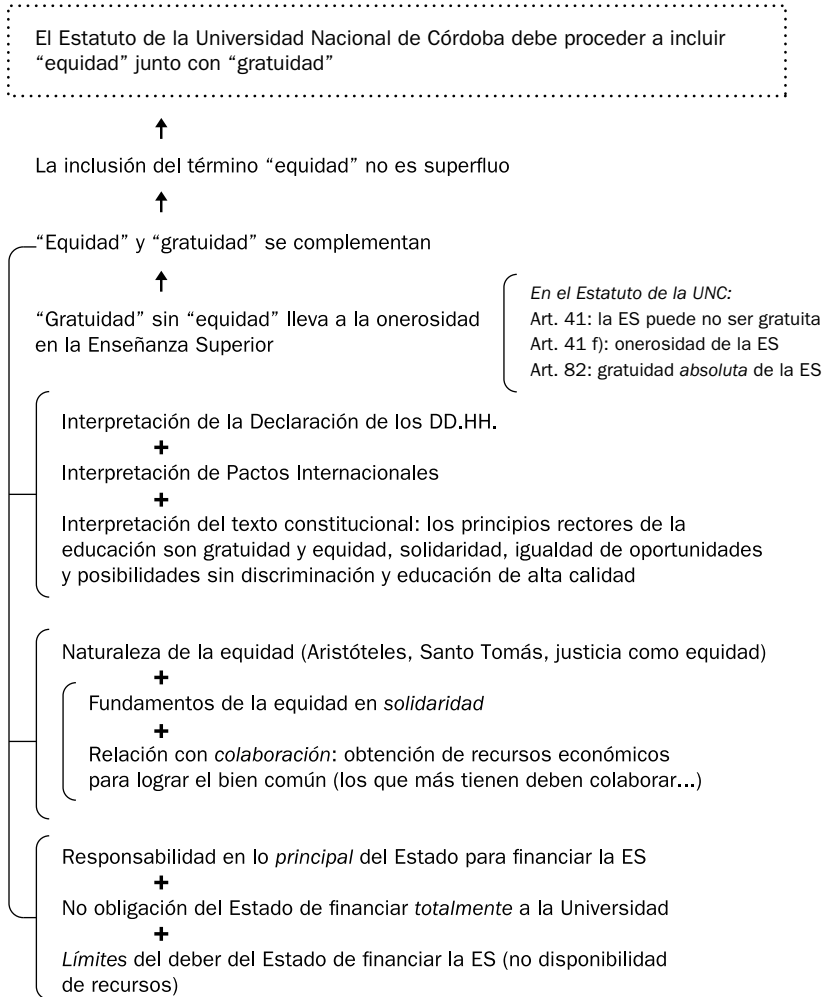 El Estatuto de la Universidad Nacional de Córdoba debe proceder a incluir
“equidad” junto con “gratuidad”
La inclusión del término “equidad” no es superfluo
“Equidad” y “gratuidad” se complementan
“Gratuidad” sin “equidad” lleva a la onerosidad
en la Enseñanza Superior
En el Estatuto de la UNC:
Art. 41: la ES puede no ser gratuita
Art. 41 f): onerosidad de la ES
Art. 82: gratuidad absoluta de la ES
Interpretación de la Declaración de los DD.HH.
+
Interpretación de Pactos Internacionales
+
Interpretación del texto constitucional: los principios rectores de la
educación son gratuidad y equidad, solidaridad, igualdad de oportunidades
y posibilidades sin discriminación y educación de alta calidad
Naturaleza de la equidad (Aristóteles, Santo Tomás, justicia como equidad)
+
Fundamentos de la equidad en solidaridad
+
Relación con colaboración: obtención de recursos económicos
para lograr el bien común (los que más tienen deben colaborar...)
Responsabilidad en lo principal del Estado para financiar la ES
+
No obligación del Estado de financiar totalmente a la Universidad
+
Límites del deber del Estado de financiar la ES (no disponibilidad
de recursos)